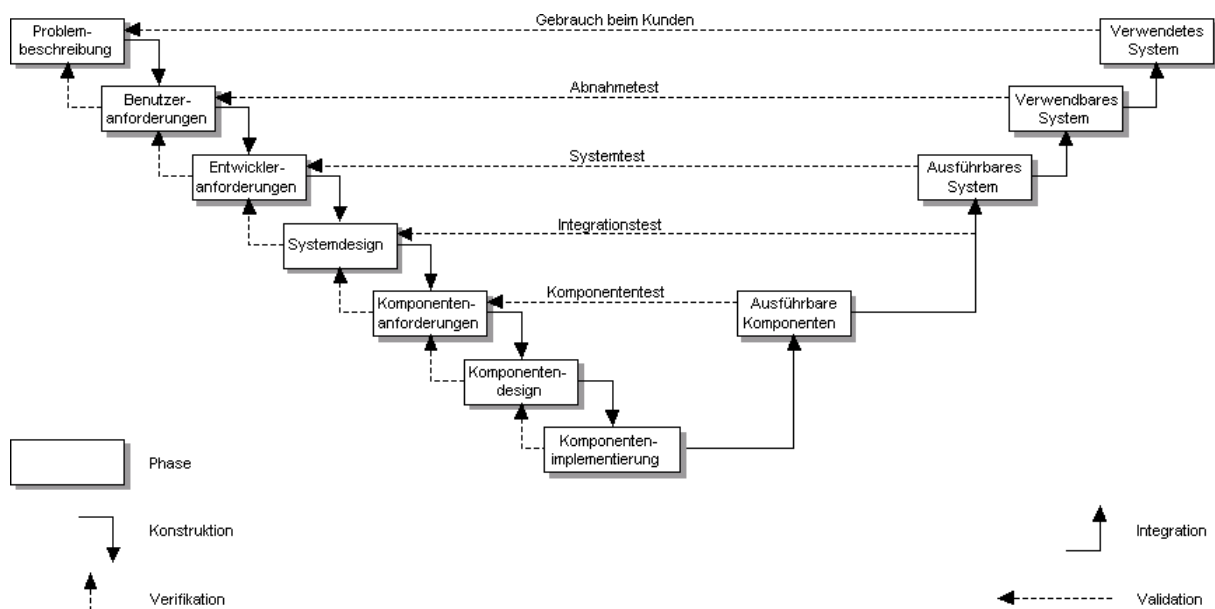 Gebrauch beim Kunden
Problem-
beschreibung
Verwendetes
System
Abnahmetest
Benutzer-
anforderungen
Verwendbares
System
Systemtest
Entwickler-
anforderungen
Ausführbares
System
Integrationstest
Systemdesign
Komponententest
Komponenten-
anforderungen
Ausführbare
Komponenten
Komponenten-
design
Komponenten-
implementierung
Phase
Konstruktion
Integration
Verifikation
Validation